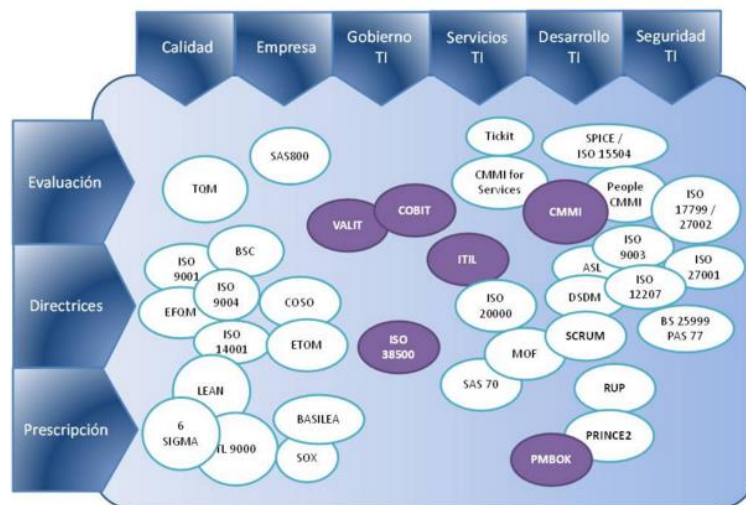 Calidad
Empresa
Gobierno
TI
Servicios
TI
Desarrollo
TI
Seguridad
TI
Evaluación
Directrices
Prescripción
TQM
SAS800
VALIT
COBIT
Tickit
CMMI for
Services
SPICE /
ISO 15504
People
CMMI
CMMI
ISO
17799 /
27002
ISO
9001
BSC
ISO
9004
EFQM
ISO
14001
COSO
ETOM
ITIL
ISO
20000
ISO
38500
ASL
ISO
9003
ISO
12207
ISO
27001
DSDM
SCRUM
MOF
SAS 70
BS 25999
PAS 77
LEAN
6
SIGMA
TL 9000
BASILEA
SOX
RUP
PRINCE2
PMBOK